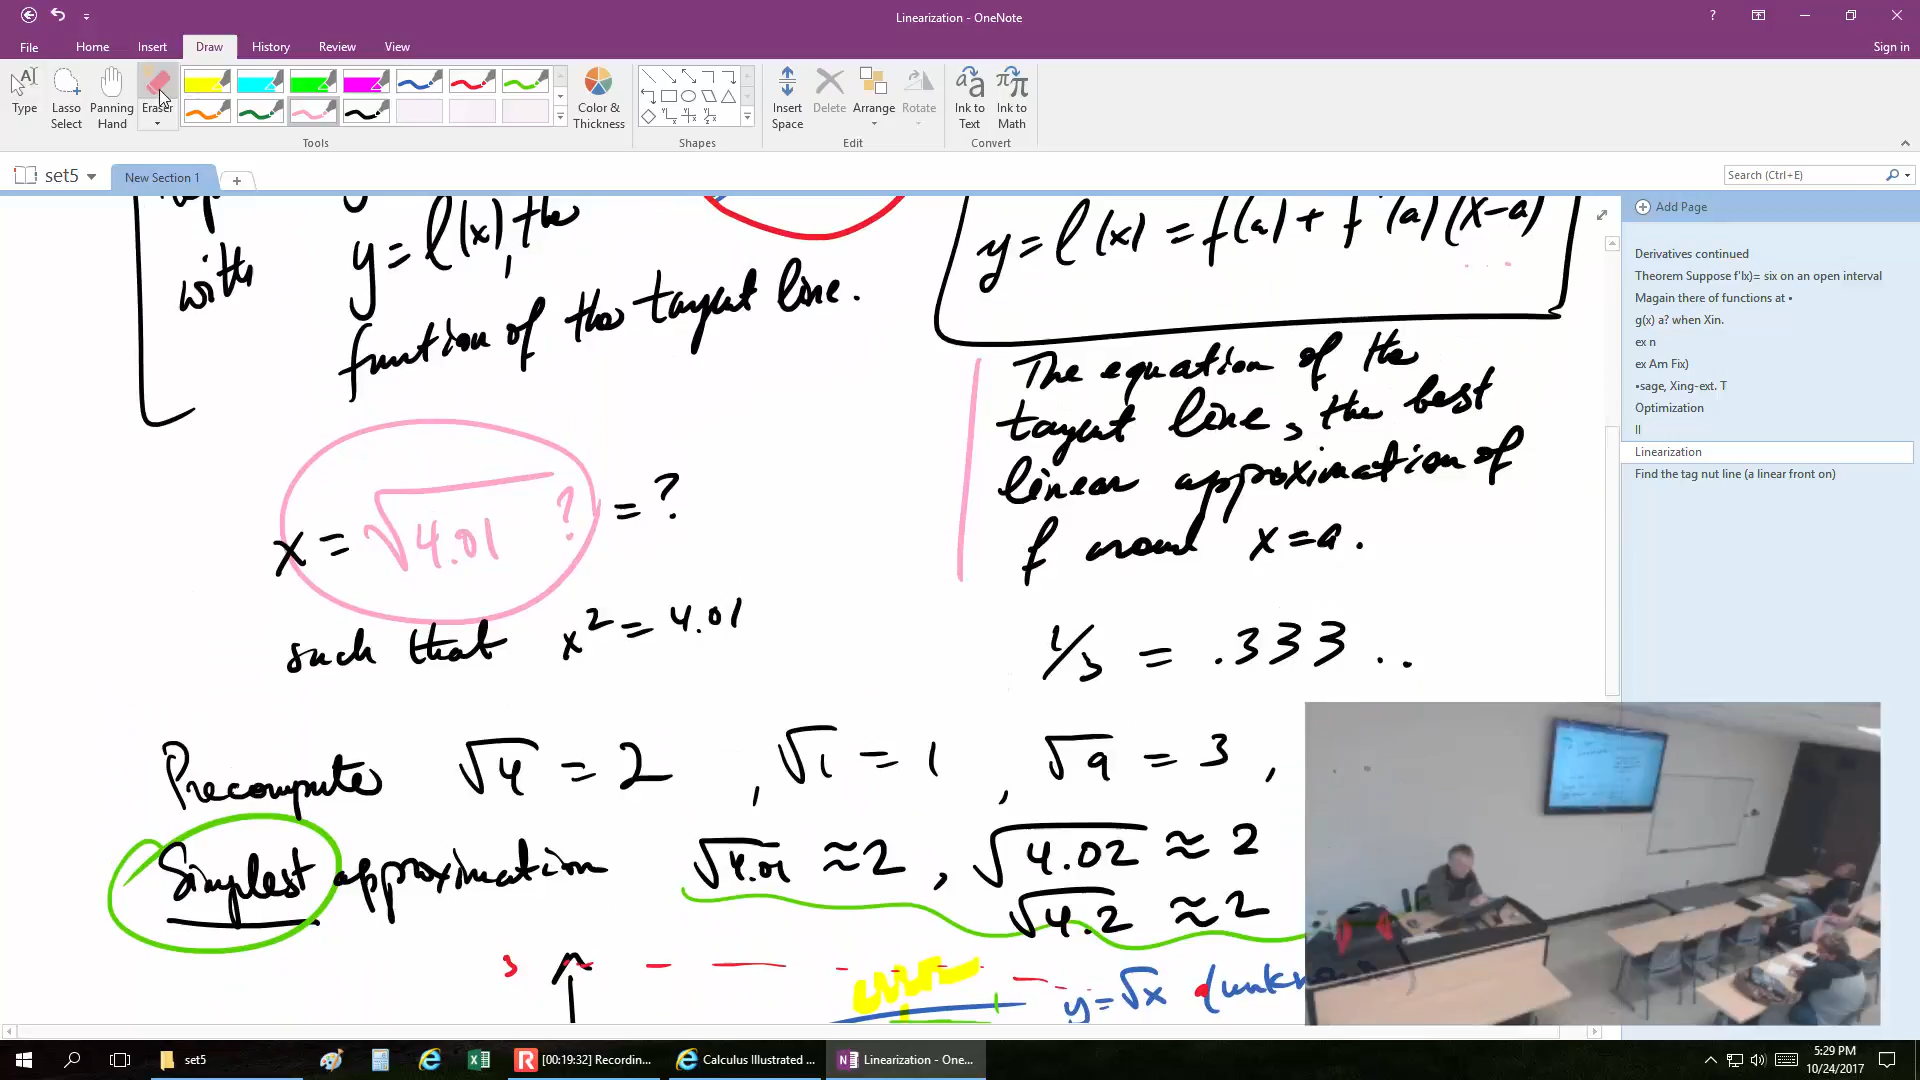 Linearization - OneNote
File Home Insert Draw History Review View Sign in
Type Lasso Select Panning Hand Eraser Color & Thickness Insert Space Delete Arrange Rotate Ink to Text Ink to Math
Tools Shapes Edit Convert
set5 New Section 1 Search (Ctrl+E)
Add Page
Derivatives continued
Theorem Suppose f'lx)= six on an open interval
Magain there of functions at •
g(x) a? when Xin.
ex n
ex Am Fix)
•sage, Xing-ext. T
Optimization
II
Linearization
Find the tag nut line (a linear front on)
with y = l(x), the
function of the tangent line.
y = l(x) = f(a) + f'(a)(x-a)
The equation of the
tangent line, the best
linear approximation of
f around x = a.
x = √4.01 ? = ?
such that x² = 4.01
1/3 = .333 ..
Precompute √4 = 2 , √1 = 1 , √9 = 3 ,
Simplest approximation √4.01 ≈ 2 , √4.02 ≈ 2
√4.2 ≈ 2
3
y = √x
set5 [00:19:32] Recordin... Calculus Illustrated ... Linearization - One...
5:29 PM
10/24/2017